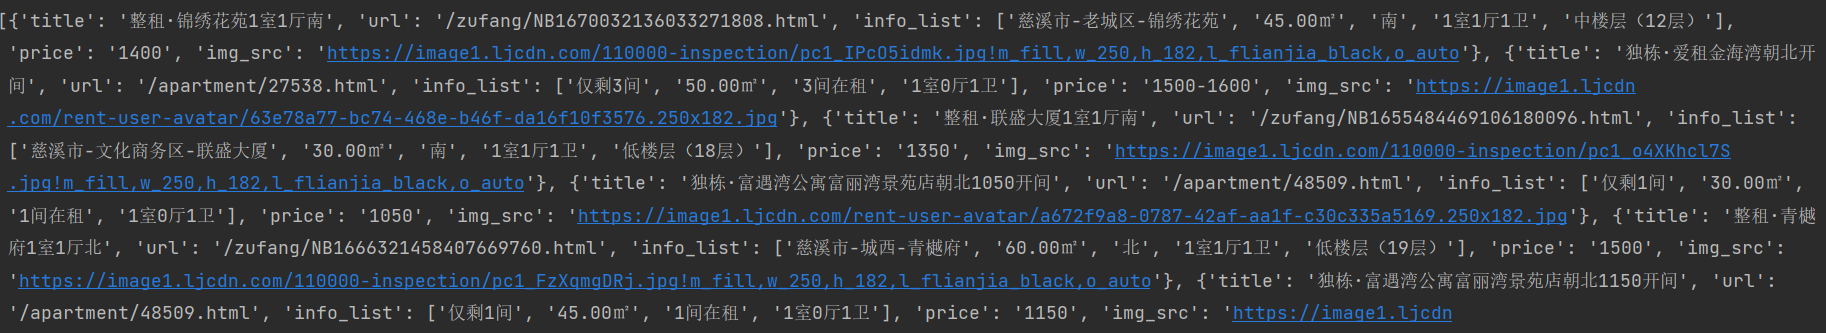 [{'title': '整租·锦绣花苑1室1厅南', 'url': '/zufang/NB1670032136033271808.html', 'info_list': ['慈溪市-老城区-锦绣花苑', '45.00㎡', '南', '1室1厅1卫', '中楼层（12层）'],
'price': '1400', 'img_src': 'https://image1.ljcdn.com/110000-inspection/pc1_IPcO5idmk.jpg!m_fill,w_250,h_182,l_flianjia_black,o_auto'}, {'title': '独栋·爱租金海湾朝北开
间', 'url': '/apartment/27538.html', 'info_list': ['仅剩3间', '50.00㎡', '3间在租', '1室0厅1卫'], 'price': '1500-1600', 'img_src': 'https://image1.ljcdn
.com/rent-user-avatar/63e78a77-bc74-468e-b46f-da16f10f3576.250x182.jpg'}, {'title': '整租·联盛大厦1室1厅南', 'url': '/zufang/NB1655484469106180096.html', 'info_list':
['慈溪市-文化商务区-联盛大厦', '30.00㎡', '南', '1室1厅1卫', '低楼层（18层）'], 'price': '1350', 'img_src': 'https://image1.ljcdn.com/110000-inspection/pc1_o4XKhcl7S
.jpg!m_fill,w_250,h_182,l_flianjia_black,o_auto'}, {'title': '独栋·富遇湾公寓富丽湾景苑店朝北1050开间', 'url': '/apartment/48509.html', 'info_list': ['仅剩1间', '30.00㎡',
'1间在租', '1室0厅1卫'], 'price': '1050', 'img_src': 'https://image1.ljcdn.com/rent-user-avatar/a672f9a8-0787-42af-aa1f-c30c335a5169.250x182.jpg'}, {'title': '整租·青樾
府1室1厅北', 'url': '/zufang/NB1666321458407669760.html', 'info_list': ['慈溪市-城西-青樾府', '60.00㎡', '北', '1室1厅1卫', '低楼层（19层）'], 'price': '1500', 'img_src':
'https://image1.ljcdn.com/110000-inspection/pc1_FzXqmgDRj.jpg!m_fill,w_250,h_182,l_flianjia_black,o_auto'}, {'title': '独栋·富遇湾公寓富丽湾景苑店朝北1150开间', 'url':
'/apartment/48509.html', 'info_list': ['仅剩1间', '45.00㎡', '1间在租', '1室0厅1卫'], 'price': '1150', 'img_src': 'https://image1.ljcdn